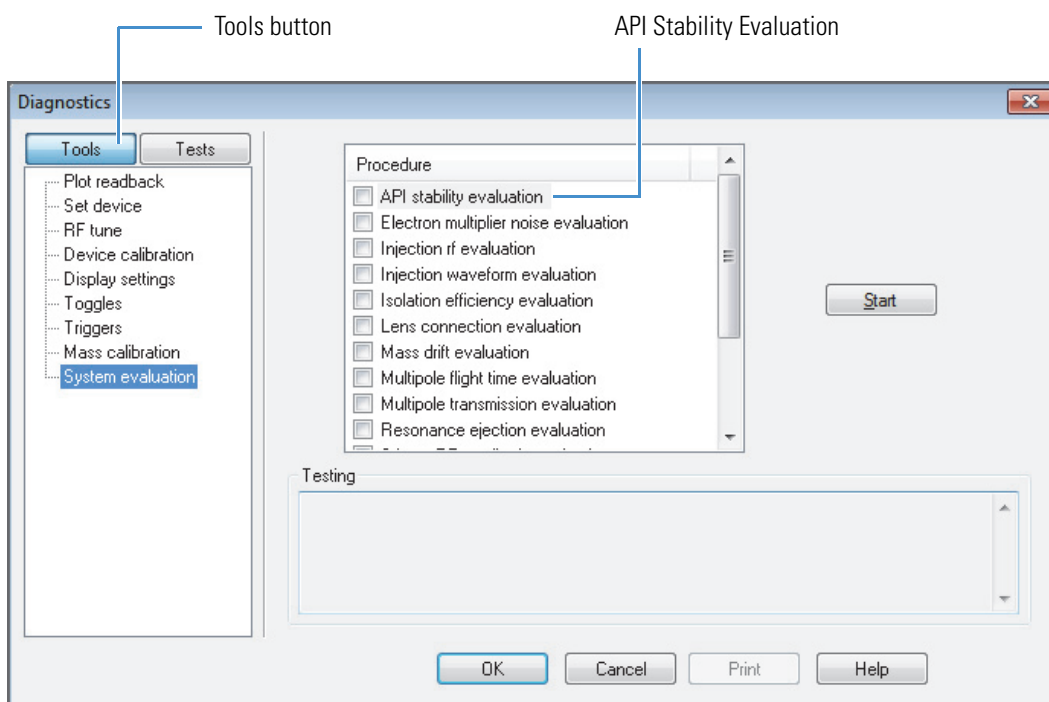 Tools button
API Stability Evaluation
Diagnostics
Tools
Tests
Plot readback
Set device
RF tune
Device calibration
Display settings
Toggles
Triggers
Mass calibration
System evaluation
Procedure
API stability evaluation
Electron multiplier noise evaluation
Injection rf evaluation
Injection waveform evaluation
Isolation efficiency evaluation
Lens connection evaluation
Mass drift evaluation
Multipole flight time evaluation
Multipole transmission evaluation
Resonance ejection evaluation
Start
Testing
OK
Cancel
Print
Help